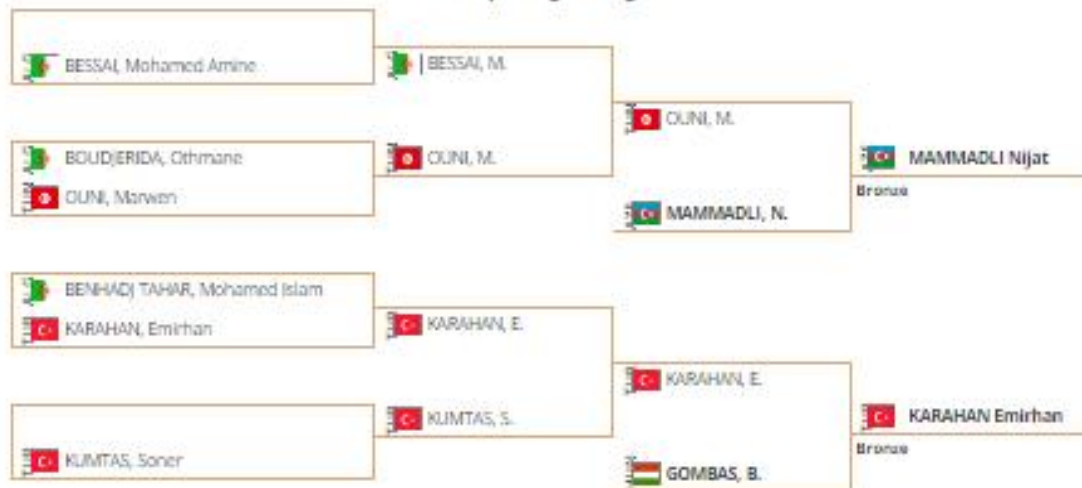 BESSAI, Mohamed Amine
BESSAI, M.
BOUDJERIDA, Othmane
OUNI, Marwen
OUNI, M.
OUNI, M.
MAMMADLI, N.
MAMMADLI Nijat
Bronze
BENHADJ TAHAR, Mohamed Islam
KARAHAN, Emirhan
KARAHAN, E.
KUMTAS, Soner
KUMTAS, S.
KARAHAN, E.
GOMBAS, B.
KARAHAN Emirhan
Bronze